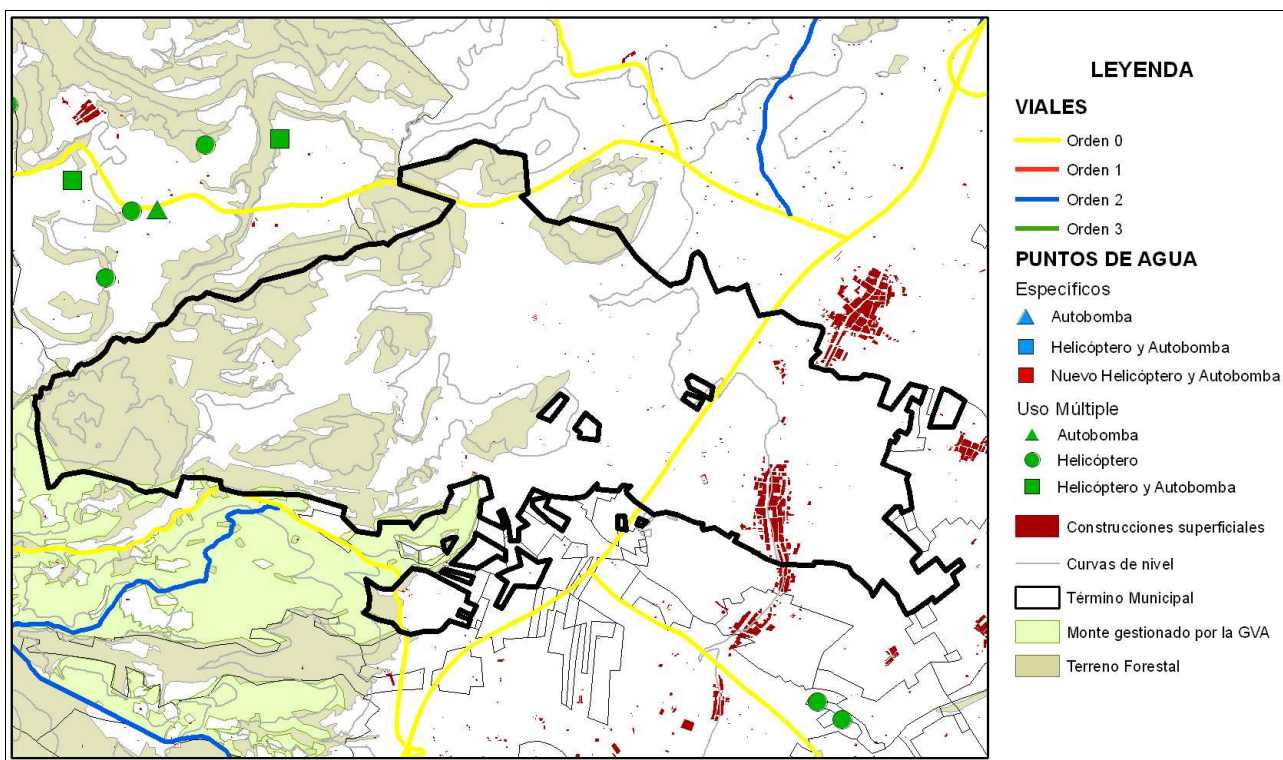 LEYENDA
VIALES
Orden 0
Orden 1
Orden 2
Orden 3
PUNTOS DE AGUA
Específicos
Autobomba
Helicóptero y Autobomba
Nuevo Helicóptero y Autobomba
Uso Múltiple
Autobomba
Helicóptero
Helicóptero y Autobomba
Construcciones superficiales
Curvas de nivel
Término Municipal
Monte gestionado por la GVA
Terreno Forestal